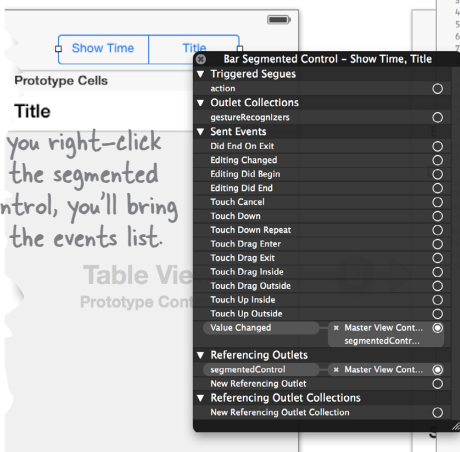 Show Time Title
Prototype Cells
Title
you right-click
the segmented
ntrol, you'll bring
the events list.
Table Vie
Prototype Cont
Bar Segmented Control – Show Time, Title
Triggered Segues
action
Outlet Collections
gestureRecognizers
Sent Events
Did End On Exit
Editing Changed
Editing Did Begin
Editing Did End
Touch Cancel
Touch Down
Touch Down Repeat
Touch Drag Enter
Touch Drag Exit
Touch Drag Inside
Touch Drag Outside
Touch Up Inside
Touch Up Outside
Value Changed Master View Cont...
segmentedContr...
Referencing Outlets
segmentedControl Master View Cont...
New Referencing Outlet
Referencing Outlet Collections
New Referencing Outlet Collection
4
5
6
7